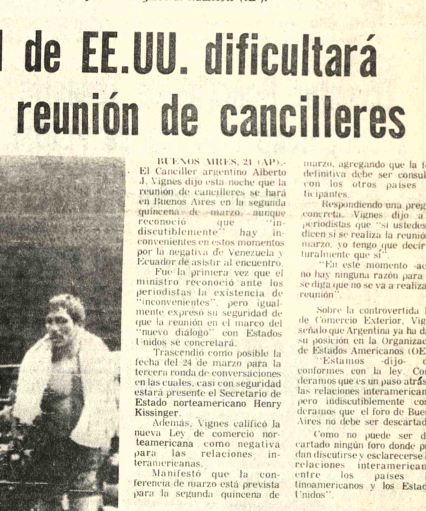 l de EE.UU. dificultará
reunión de cancilleres
BUENOS AIRES, 21 (AP).-
El Canciller argentino Alberto
J. Vignes dijo esta noche que la
reunión de cancilleres se hará
en Buenos Aires en la segunda
quincena de marzo, aunque
reconoció que "in-
discutiblemente" hay in-
convenientes en estos momentos
por la negativa de Venezuela y
Ecuador de asistir al encuentro.
Fue la primera vez que el
ministro reconoció ante los
periodistas la existencia de
"inconvenientes", pero igual-
mente expresó su seguridad de
que la reunión en el marco del
"nuevo diálogo" con Estados
Unidos se concretará.
Trascendió como posible la
fecha del 24 de marzo para la
tercera ronda de conversaciones
en las cuales, casi con seguridad
estará presente el Secretario de
Estado norteamericano Henry
Kissinger.
Además, Vignes calificó la
nueva Ley de comercio nor-
teamericana como negativa
para las relaciones in-
teramericanas.
Manifestó que la con-
ferencia de marzo está prevista
para la segunda quincena de
marzo, agregando que la f
definitiva debe ser consul
con los otros países
ticipantes.
Respondiendo a una preg
concreta, Vignes dijo a
periodistas que "si ustedes
dicen si se realiza la reunió
marzo, yo tengo que decir
turalmente que sí".
"En este momento -ac
no hay ninguna razón para
se diga que no se va a realiza
reunión".
Sobre la controvertida l
de Comercio Exterior, Vig
señaló que Argentina ya ha d
su posición en la Organizac
de Estados Americanos (OE
"Estamos -dijo- d
conformes con la ley. Co
deramos que es un paso atrás
las relaciones interamerican
pero indiscutiblemente con
deramos que el foro de Buen
Aires no debe ser descartad
Como no puede ser d
cartado ningún foro donde p
dan discutirse y esclarecerse
relaciones interamerican
entre los países l
tinoamericanos y los Estad
Unidos".